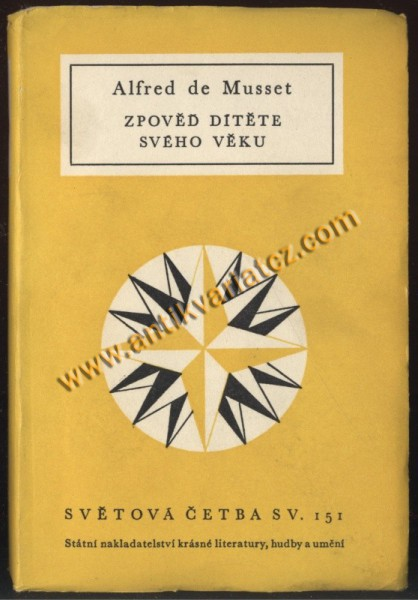 Alfred de Musset
ZPOVĚĎ DÍTĚTE
SVÉHO VĚKU
www.antikvariatcz.com
SVĚTOVÁ ČETBA SV. 151
Státní nakladatelství krásné literatury, hudby a umění